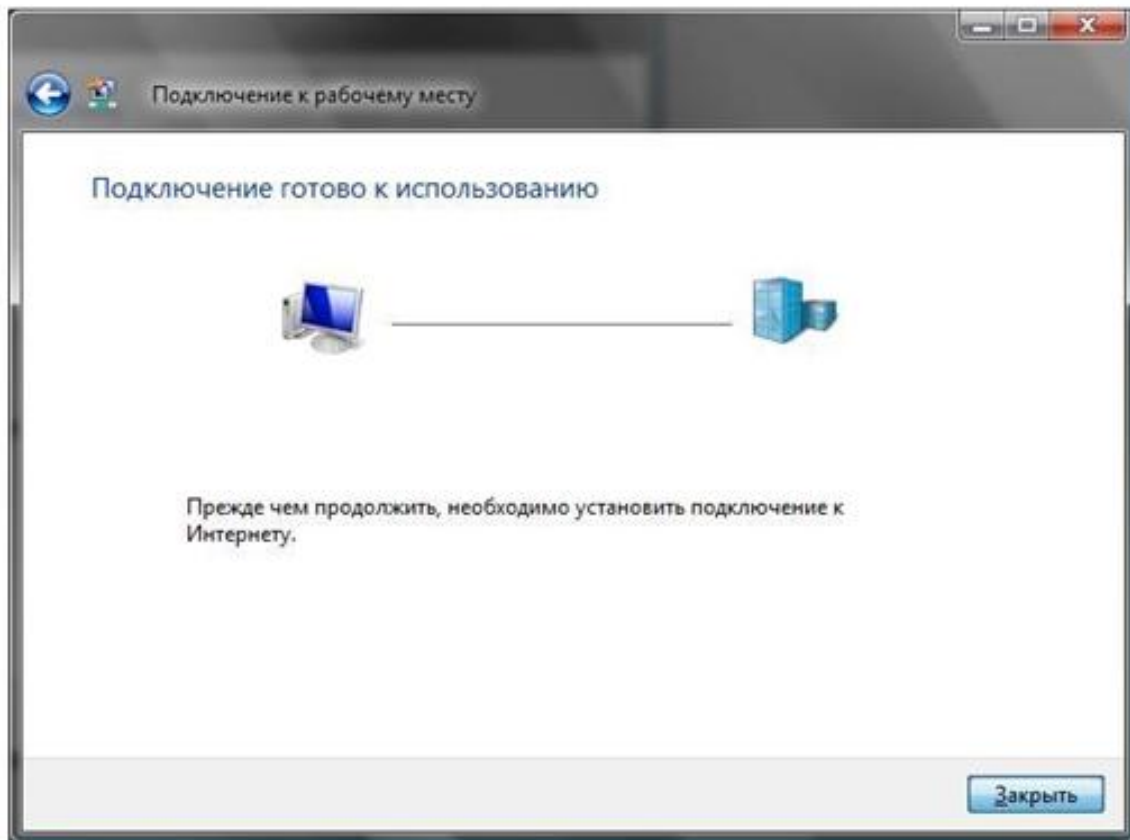 Подключение к рабочему месту
Подключение готово к использованию
Прежде чем продолжить, необходимо установить подключение к
Интернету.
Закрыть